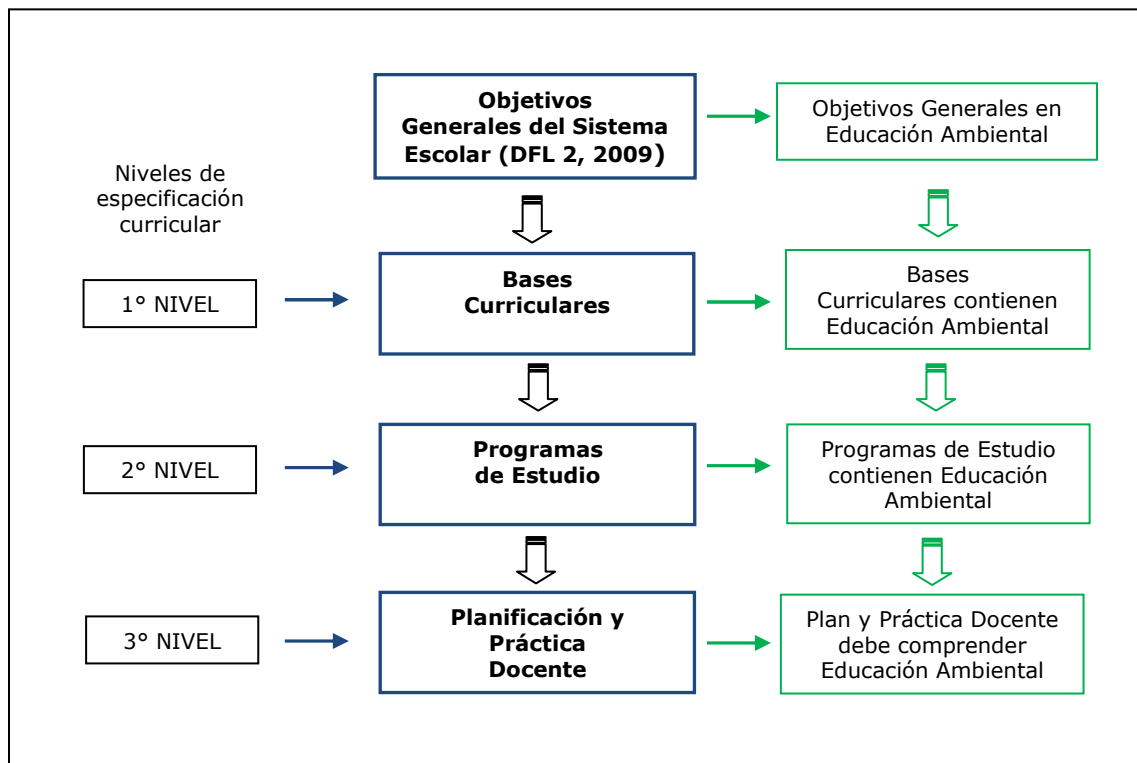 Objetivos
Generales del Sistema
Escolar (DFL 2, 2009)
Objetivos Generales en
Educación Ambiental
Niveles de
especificación
curricular
1° NIVEL
Bases
Curriculares
Bases
Curriculares contienen
Educación Ambiental
2° NIVEL
Programas
de Estudio
Programas de Estudio
contienen Educación
Ambiental
3° NIVEL
Planificación y
Práctica
Docente
Plan y Práctica Docente
debe comprender
Educación Ambiental